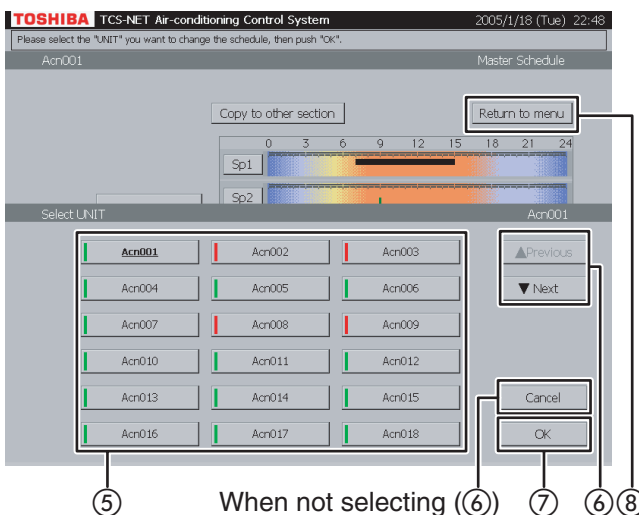 TOSHIBA TCS-NET Air-conditioning Control System 2005/1/18 (Tue) 22:48
Please select the "UNIT" you want to change the schedule, then push "OK".
Acn001 Master Schedule
Copy to other section Return to menu
0 3 6 9 12 15 18 21 24
Sp1
Sp2
Select UNIT Acn001
Acn001 Acn002 Acn003 ▲Previous
Acn004 Acn005 Acn006 ▼ Next
Acn007 Acn008 Acn009
Acn010 Acn011 Acn012
Acn013 Acn014 Acn015 Cancel
Acn016 Acn017 Acn018 OK
⑤ When not selecting (⑥) ⑦ ⑥ ⑧